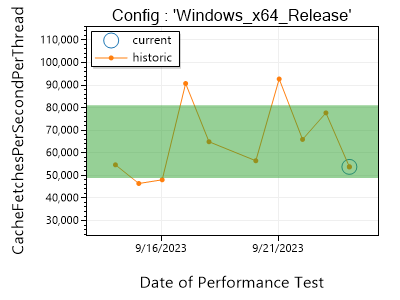 Config : 'Windows_x64_Release'
CacheFetchesPerSecondPerThread
110,000
100,000
90,000
80,000
70,000
60,000
50,000
40,000
30,000
current
historic
9/16/2023
9/21/2023
Date of Performance Test